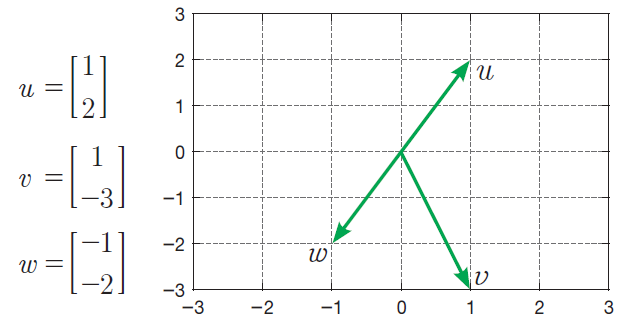 u = [1 2]
v = [1 −3]
w = [−1 −2]
3
2
1
0
−1
−2
−3
−3 −2 −1 0 1 2 3
u
w
v